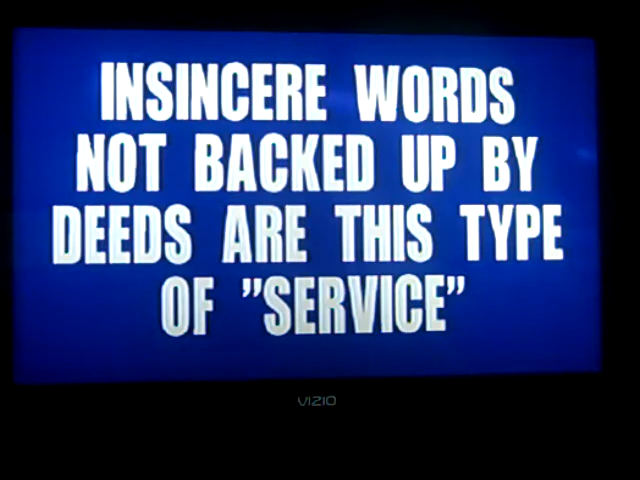 INSINCERE WORDS
NOT BACKED UP BY
DEEDS ARE THIS TYPE
OF "SERVICE"
VIZIO